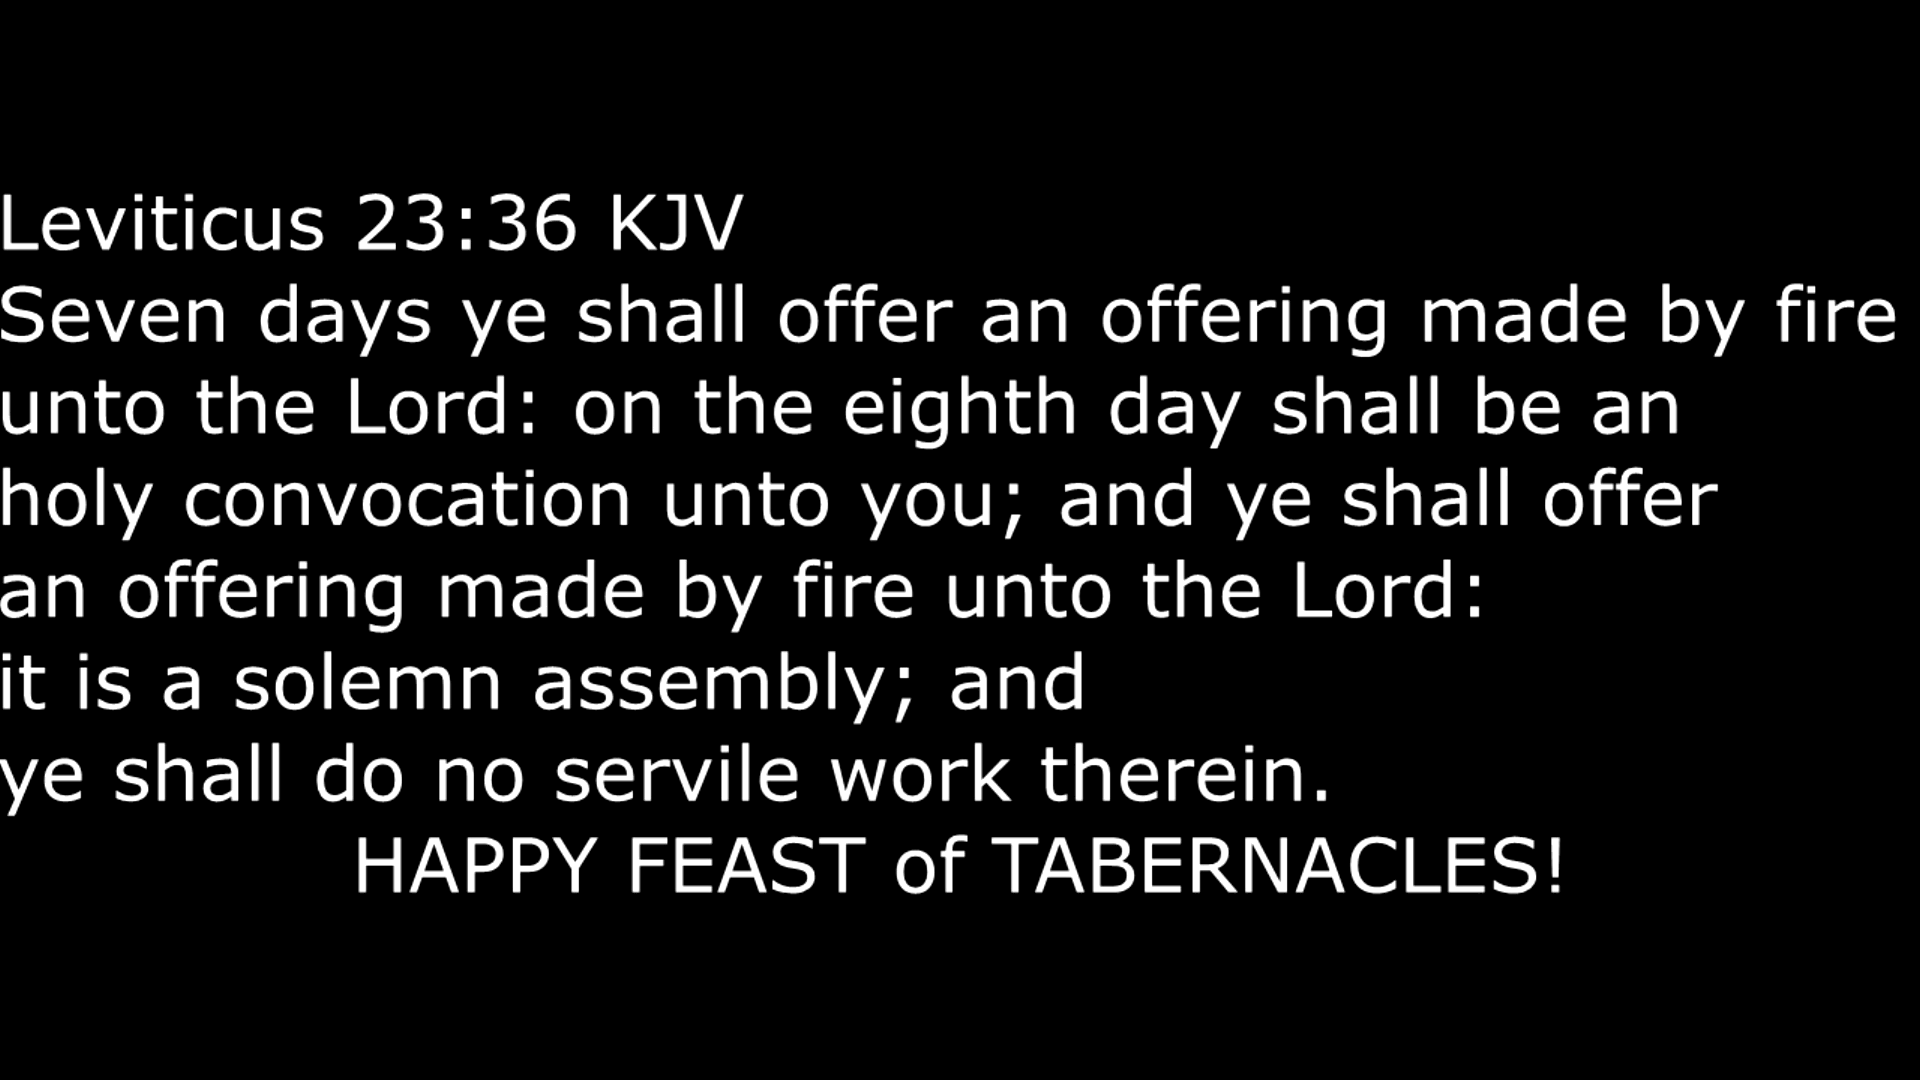 Leviticus 23:36 KJV
Seven days ye shall offer an offering made by fire
unto the Lord: on the eighth day shall be an
holy convocation unto you; and ye shall offer
an offering made by fire unto the Lord:
it is a solemn assembly; and
ye shall do no servile work therein.
HAPPY FEAST of TABERNACLES!